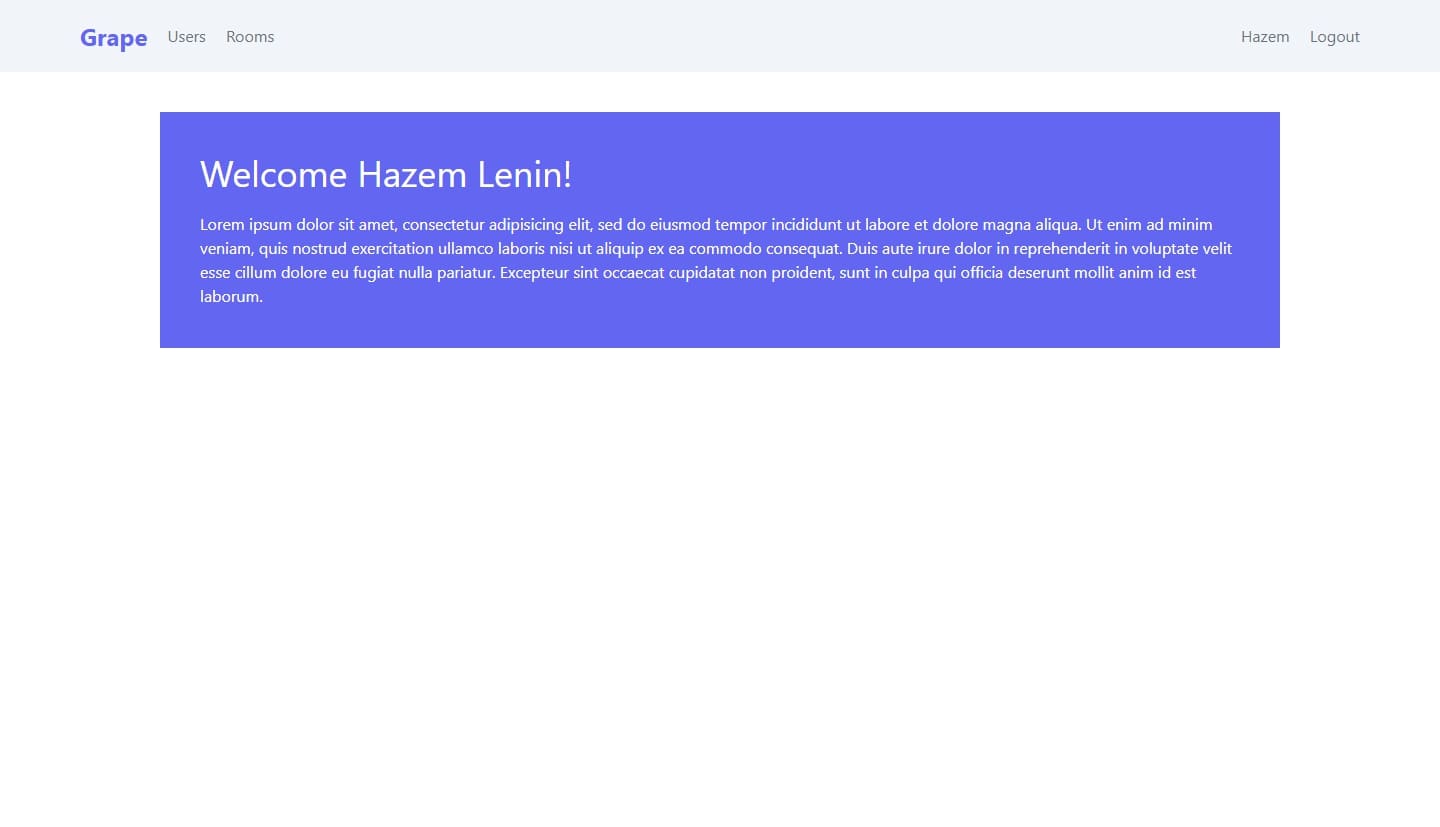 Grape Users Rooms Hazem Logout
Welcome Hazem Lenin!
Lorem ipsum dolor sit amet, consectetur adipisicing elit, sed do eiusmod tempor incididunt ut labore et dolore magna aliqua. Ut enim ad minim
veniam, quis nostrud exercitation ullamco laboris nisi ut aliquip ex ea commodo consequat. Duis aute irure dolor in reprehenderit in voluptate velit
esse cillum dolore eu fugiat nulla pariatur. Excepteur sint occaecat cupidatat non proident, sunt in culpa qui officia deserunt mollit anim id est
laborum.